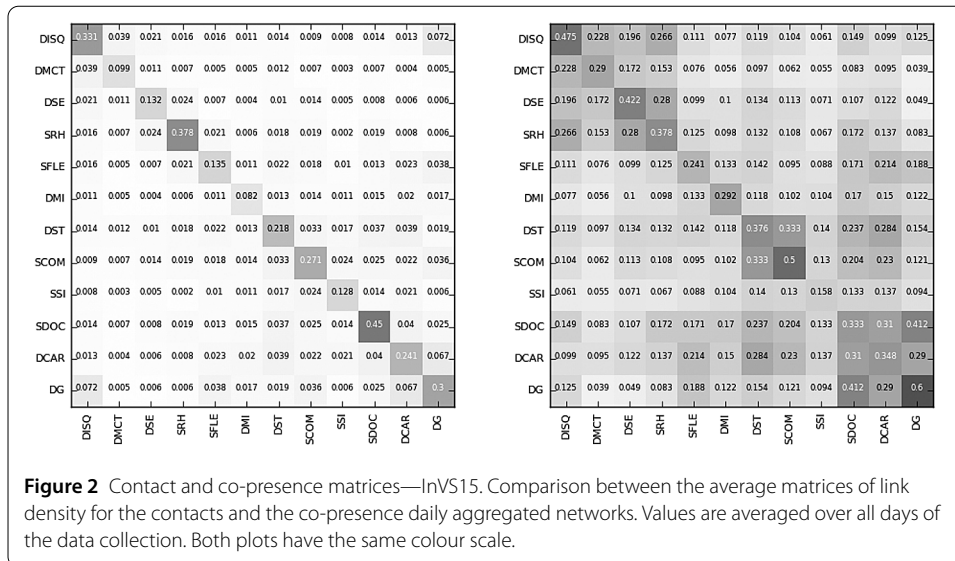 DISQ 0.331 0.039 0.021 0.016 0.016 0.011 0.014 0.009 0.008 0.014 0.013 0.072
DMCT 0.039 0.099 0.011 0.007 0.005 0.005 0.012 0.007 0.003 0.007 0.004 0.005
DSE 0.021 0.011 0.132 0.024 0.007 0.004 0.01 0.014 0.005 0.008 0.006 0.006
SRH 0.016 0.007 0.024 0.378 0.021 0.006 0.018 0.019 0.002 0.019 0.008 0.006
SFLE 0.016 0.005 0.007 0.021 0.135 0.011 0.022 0.018 0.01 0.013 0.023 0.038
DMI 0.011 0.005 0.004 0.006 0.011 0.082 0.013 0.014 0.011 0.015 0.02 0.017
DST 0.014 0.012 0.01 0.018 0.022 0.013 0.218 0.033 0.017 0.037 0.039 0.019
SCOM 0.009 0.007 0.014 0.019 0.018 0.014 0.033 0.271 0.024 0.025 0.022 0.036
SSI 0.008 0.003 0.005 0.002 0.01 0.011 0.017 0.024 0.128 0.014 0.021 0.006
SDOC 0.014 0.007 0.008 0.019 0.013 0.015 0.037 0.025 0.014 0.45 0.04 0.025
DCAR 0.013 0.004 0.006 0.008 0.023 0.02 0.039 0.022 0.021 0.04 0.241 0.067
DG 0.072 0.005 0.006 0.006 0.038 0.017 0.019 0.036 0.006 0.025 0.067 0.3
DISQ DMCT DSE SRH SFLE DMI DST SCOM SSI SDOC DCAR DG
DISQ 0.475 0.228 0.196 0.266 0.111 0.077 0.119 0.104 0.061 0.149 0.099 0.125
DMCT 0.228 0.29 0.172 0.153 0.076 0.056 0.097 0.062 0.055 0.083 0.095 0.039
DSE 0.196 0.172 0.422 0.28 0.099 0.1 0.134 0.113 0.071 0.107 0.122 0.049
SRH 0.266 0.153 0.28 0.378 0.125 0.098 0.132 0.108 0.067 0.172 0.137 0.083
SFLE 0.111 0.076 0.099 0.125 0.241 0.133 0.142 0.095 0.088 0.171 0.214 0.188
DMI 0.077 0.056 0.1 0.098 0.133 0.292 0.118 0.102 0.104 0.17 0.15 0.122
DST 0.119 0.097 0.134 0.132 0.142 0.118 0.376 0.333 0.14 0.237 0.284 0.154
SCOM 0.104 0.062 0.113 0.108 0.095 0.102 0.333 0.5 0.13 0.204 0.23 0.121
SSI 0.061 0.055 0.071 0.067 0.088 0.104 0.14 0.13 0.158 0.133 0.137 0.094
SDOC 0.149 0.083 0.107 0.172 0.171 0.17 0.237 0.204 0.133 0.333 0.31 0.412
DCAR 0.099 0.095 0.122 0.137 0.214 0.15 0.284 0.23 0.137 0.31 0.348 0.29
DG 0.125 0.039 0.049 0.083 0.188 0.122 0.154 0.121 0.094 0.412 0.29 0.6
DISQ DMCT DSE SRH SFLE DMI DST SCOM SSI SDOC DCAR DG
Figure 2 Contact and co-presence matrices—InVS15. Comparison between the average matrices of link
density for the contacts and the co-presence daily aggregated networks. Values are averaged over all days of
the data collection. Both plots have the same colour scale.